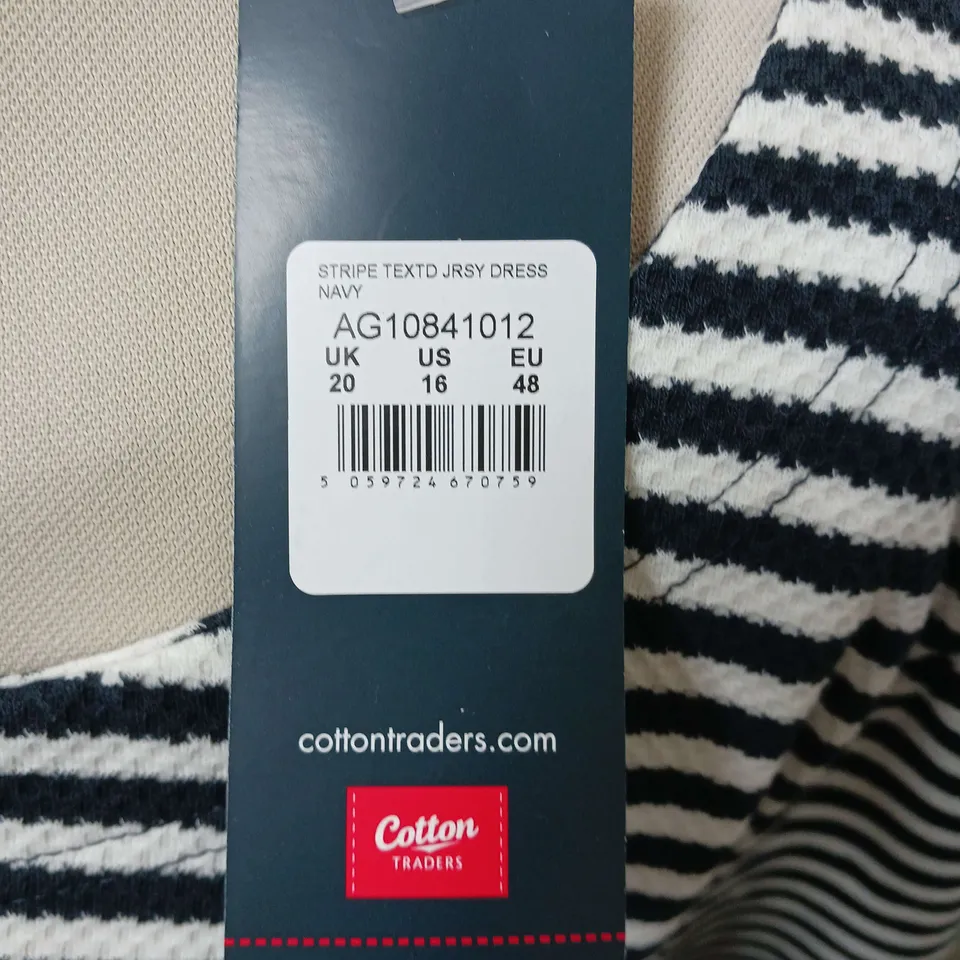 STRIPE TEXTD JRSY DRESS
NAVY
AG10841012
UK US EU
20 16 48
5 059724 670759
cottontraders.com
Cotton
TRADERS